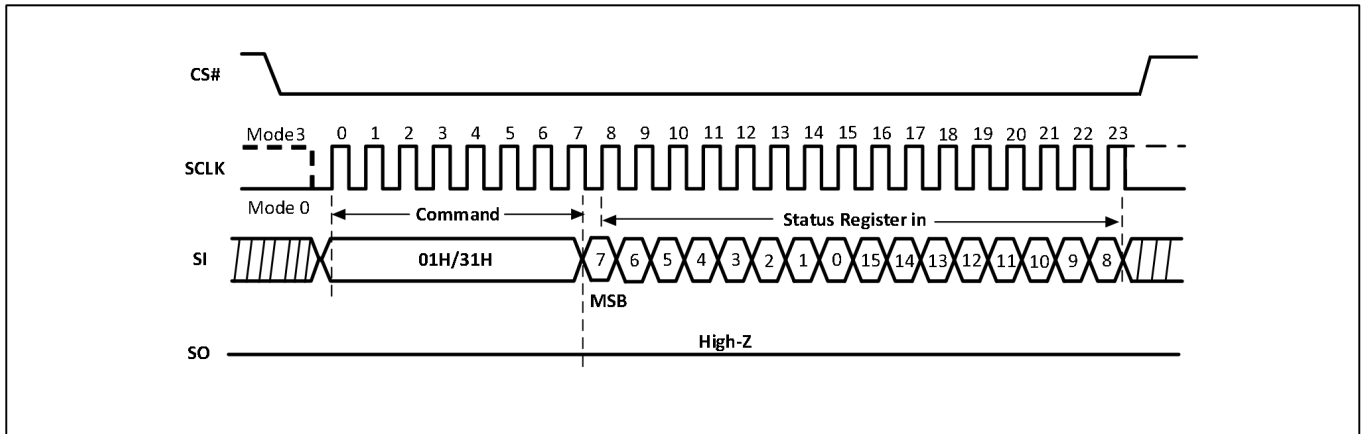 CS#
Mode 3 0 1 2 3 4 5 6 7 8 9 10 11 12 13 14 15 16 17 18 19 20 21 22 23
SCLK
Mode 0 Command Status Register in
SI 01H/31H 7 6 5 4 3 2 1 0 15 14 13 12 11 10 9 8
MSB
SO High-Z